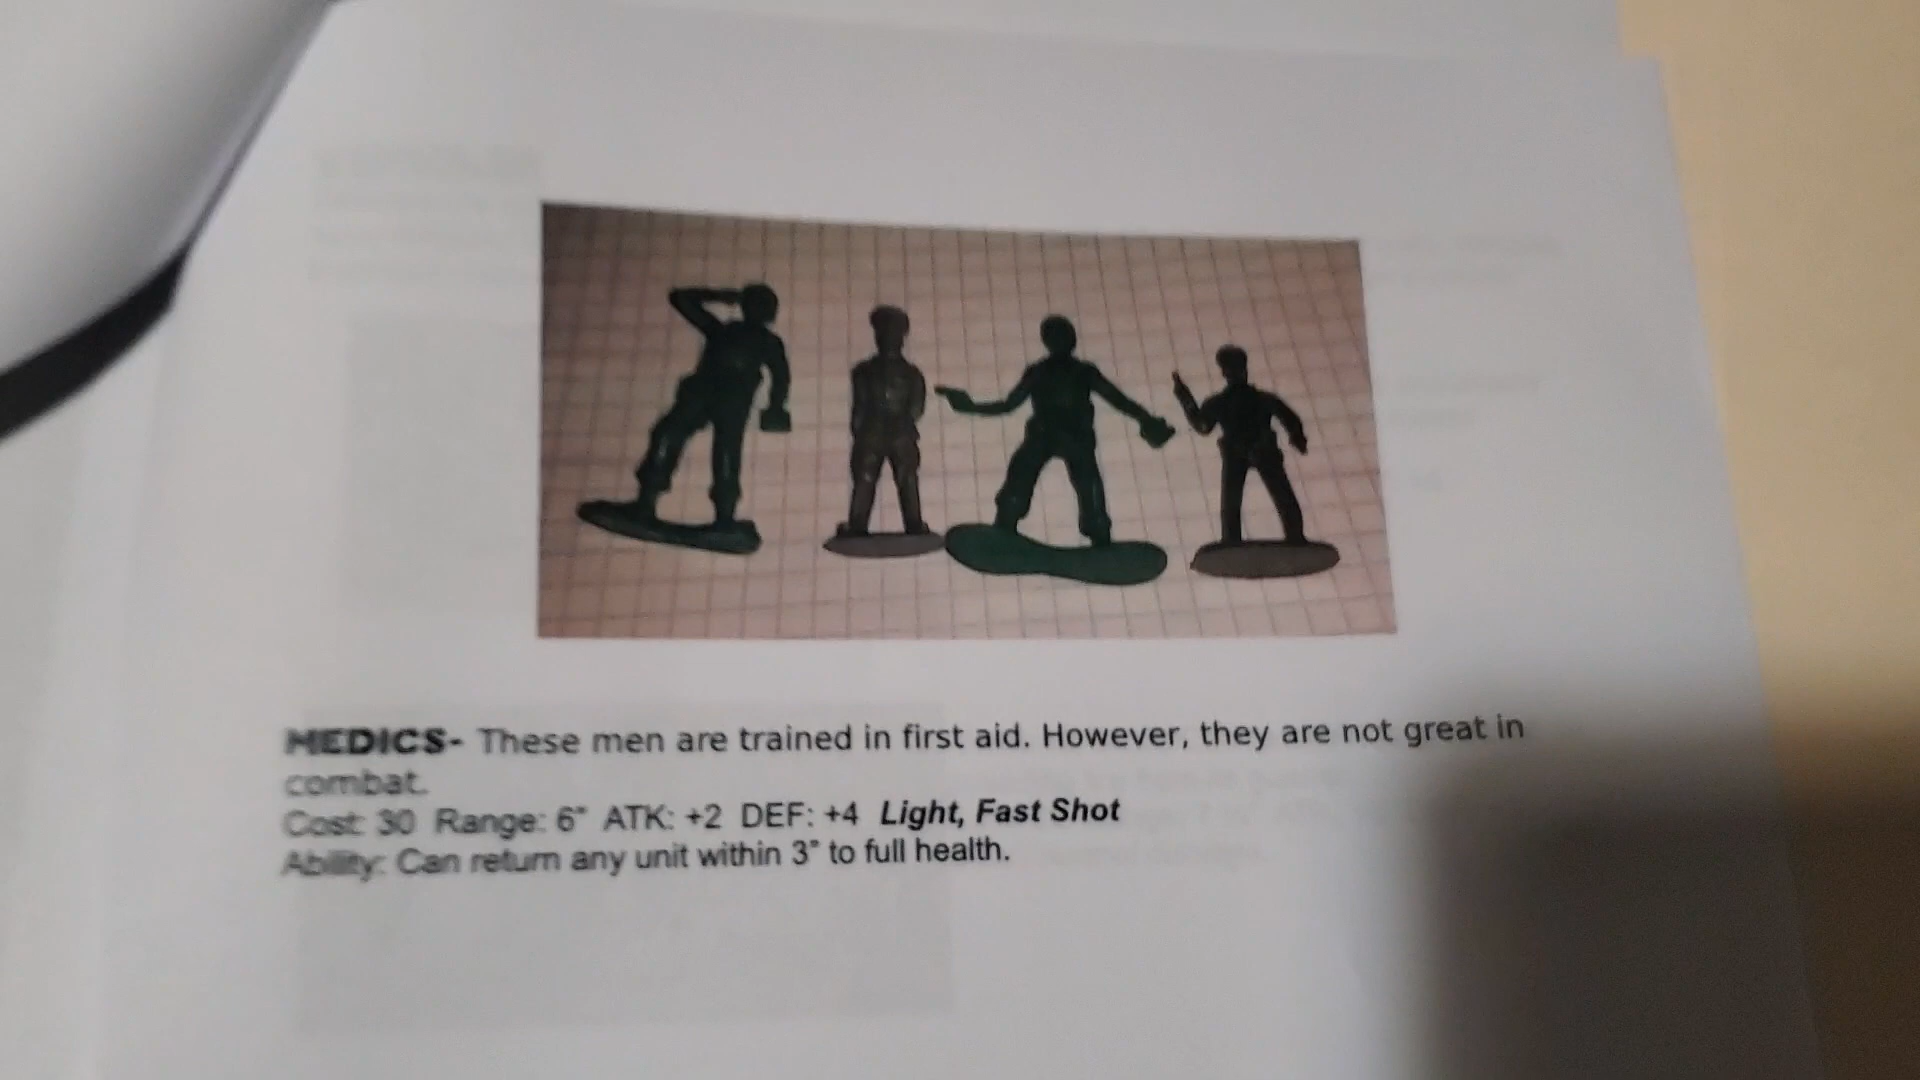 MEDICS- These men are trained in first aid. However, they are not great in
combat.
Cost: 30 Range: 6" ATK: +2 DEF: +4 Light, Fast Shot
Ability: Can return any unit within 3" to full health.